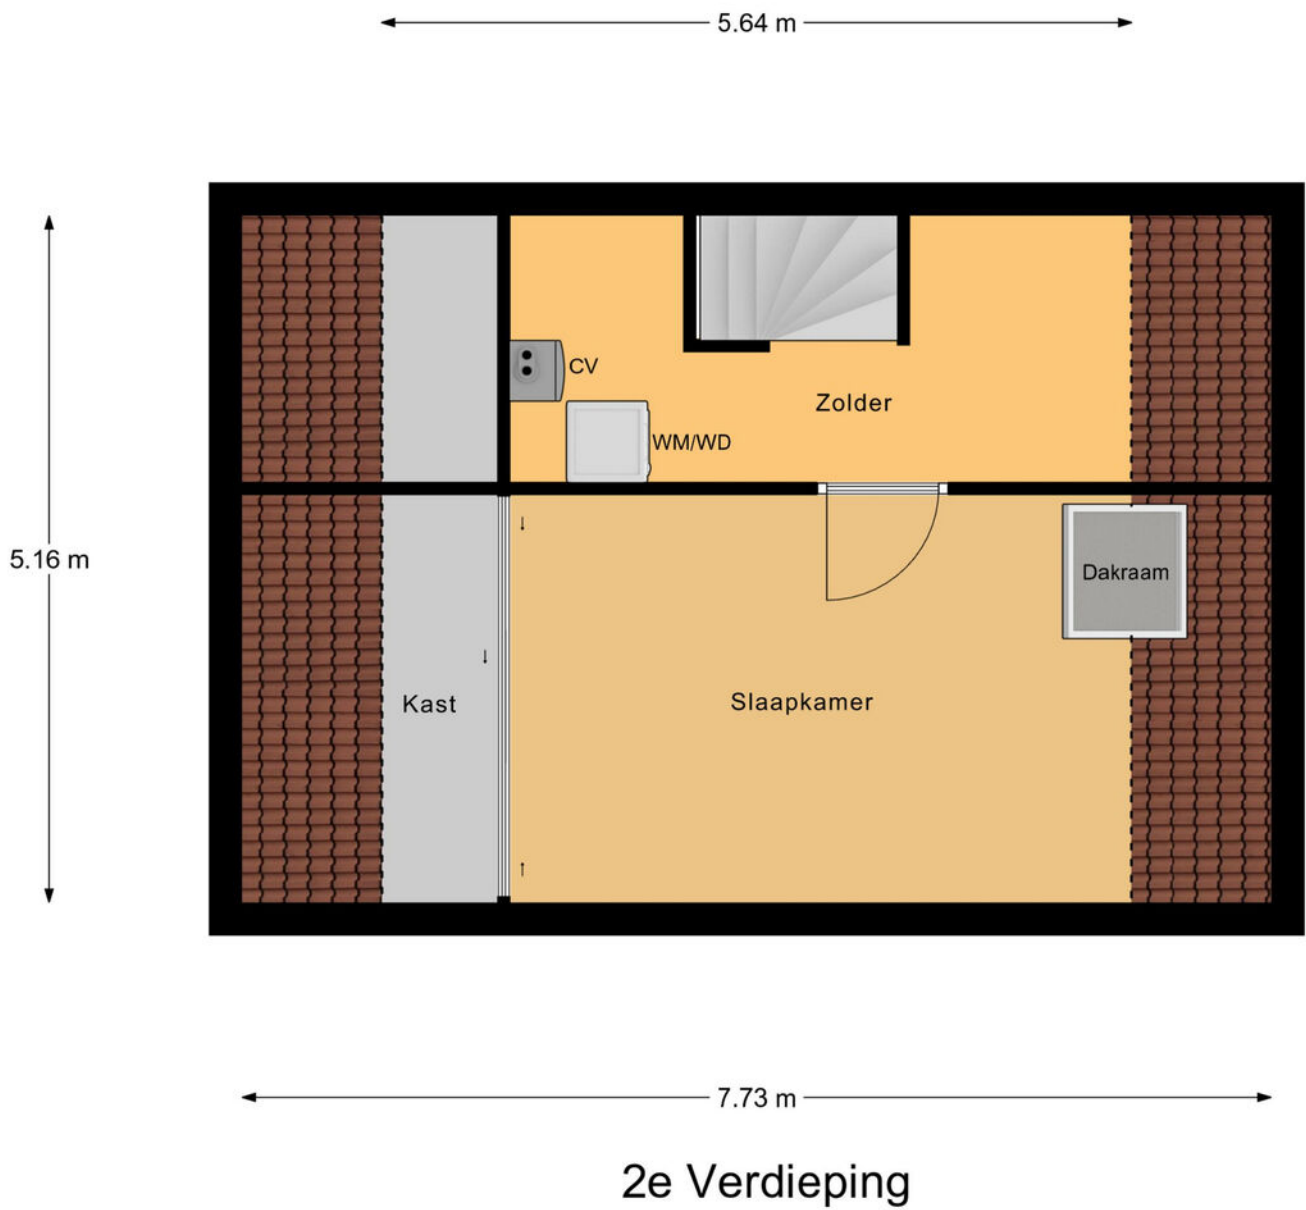 5.64 m
CV
Zolder
WM/WD
5.16 m
Dakraam
Kast
Slaapkamer
7.73 m
2e Verdieping